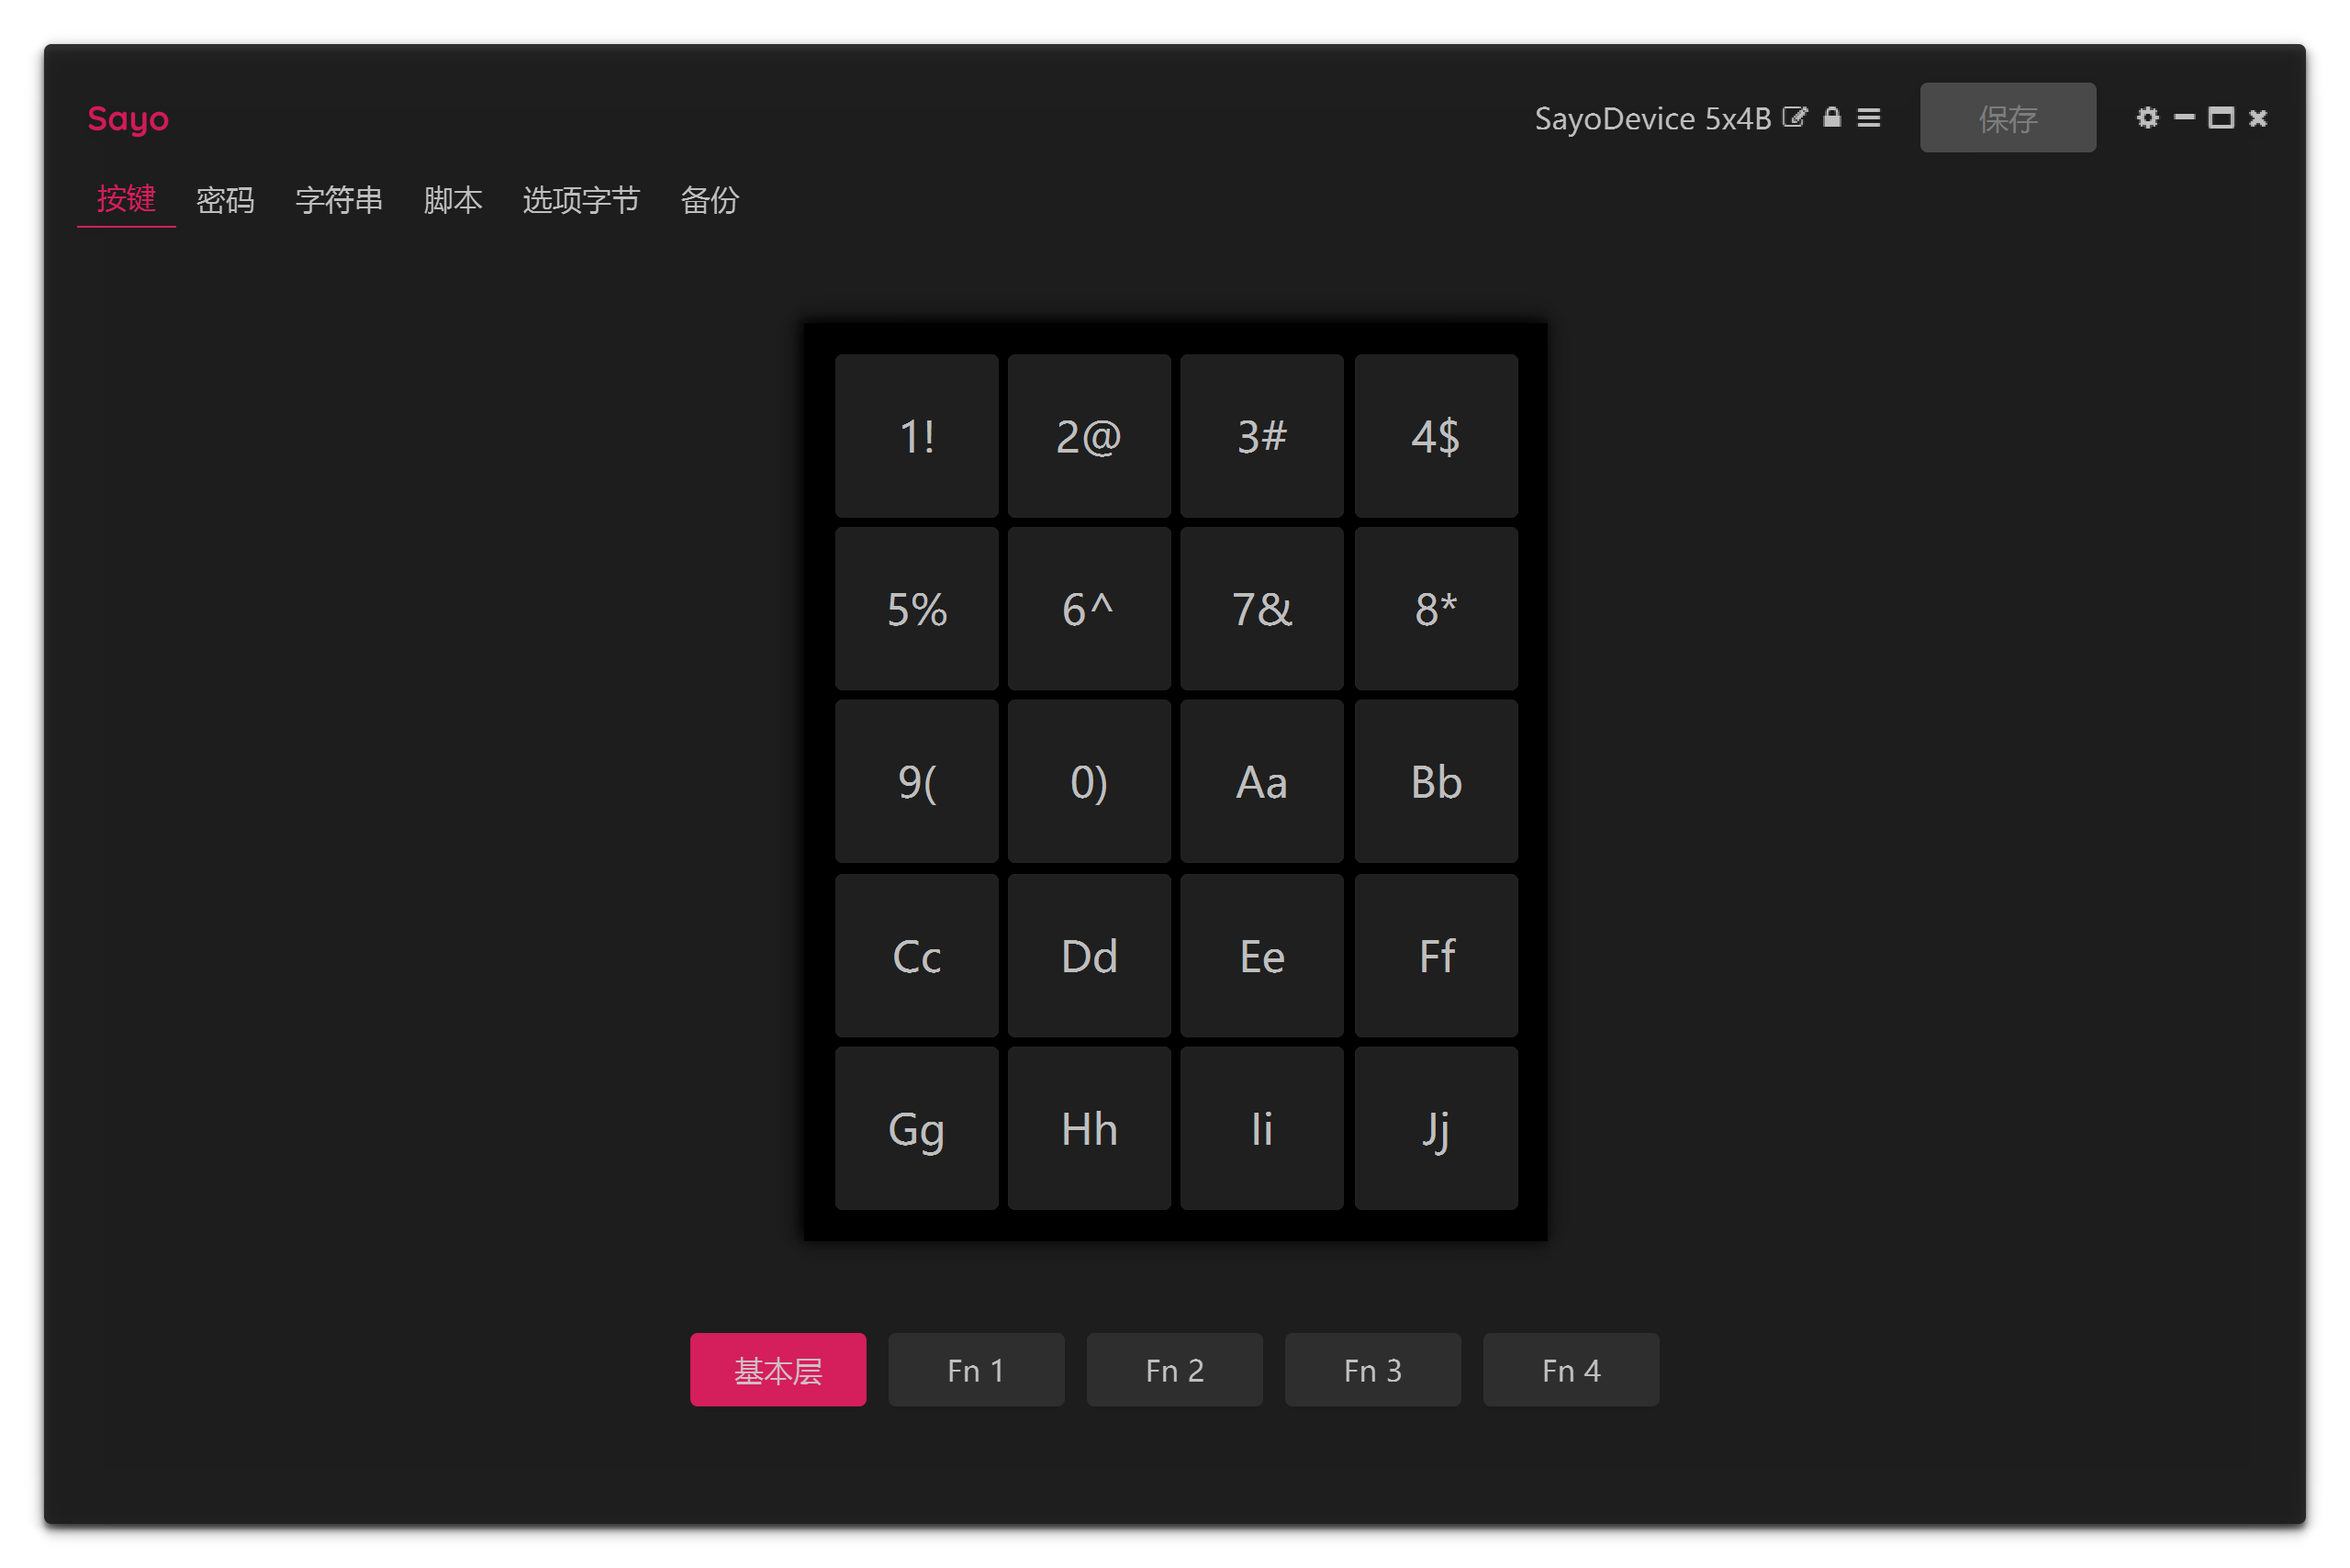 Sayo
SayoDevice 5x4B
保存
按键 密码 字符串 脚本 选项字节 备份
1! 2@ 3# 4$
5% 6^ 7& 8*
9( 0) Aa Bb
Cc Dd Ee Ff
Gg Hh Ii Jj
基本层 Fn 1 Fn 2 Fn 3 Fn 4